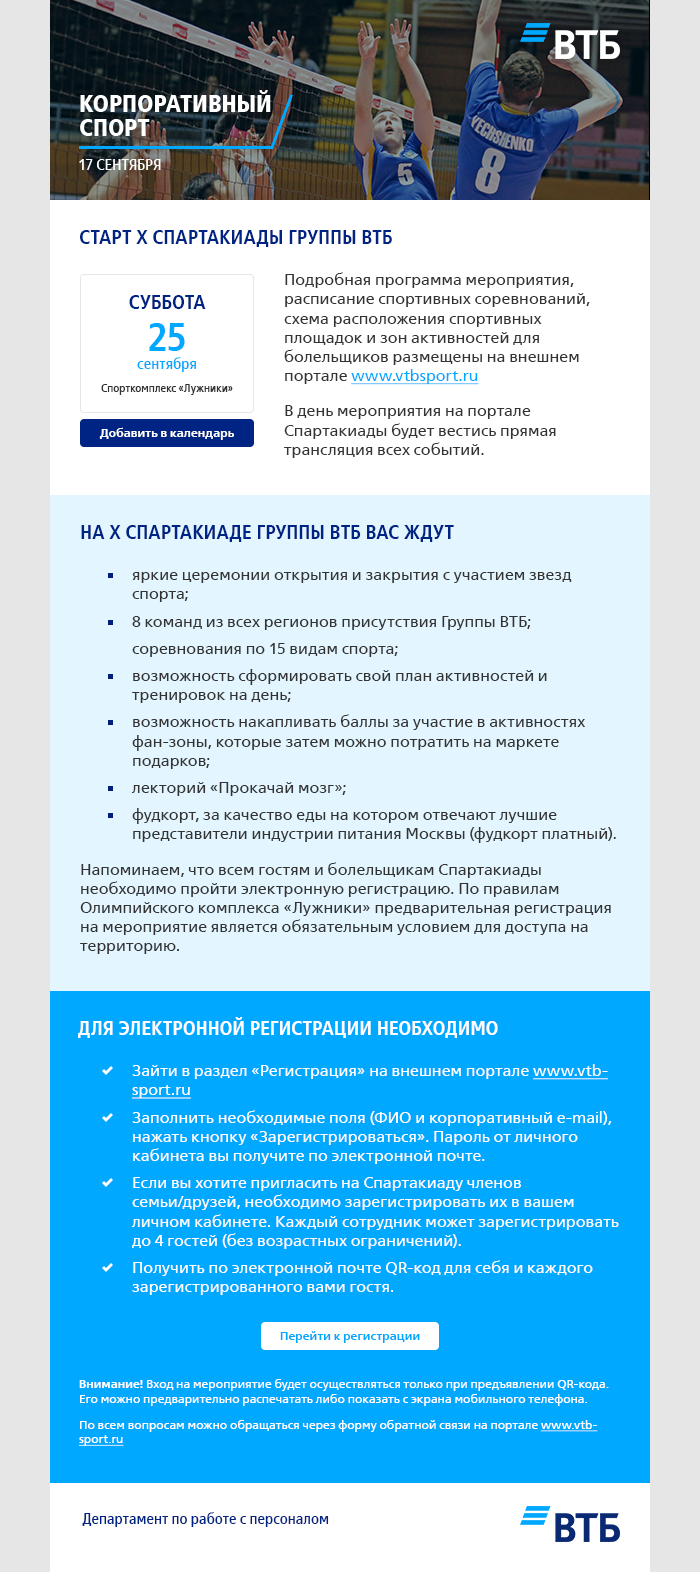 ВТБ
КОРПОРАТИВНЫЙ
СПОРТ
17 СЕНТЯБРЯ
YECHSHENKO
5
8
СТАРТ X СПАРТАКИАДЫ ГРУППЫ ВТБ
СУББОТА
25
сентября
Спорткомплекс «Лужники»
Добавить в календарь
Подробная программа мероприятия,
расписание спортивных соревнований,
схема расположения спортивных
площадок и зон активностей для
болельщиков размещены на внешнем
портале www.vtbsport.ru
В день мероприятия на портале
Спартакиады будет вестись прямая
трансляция всех событий.
НА X СПАРТАКИАДЕ ГРУППЫ ВТБ ВАС ЖДУТ
яркие церемонии открытия и закрытия с участием звезд
спорта;
8 команд из всех регионов присутствия Группы ВТБ;
соревнования по 15 видам спорта;
возможность сформировать свой план активностей и
тренировок на день;
возможность накапливать баллы за участие в активностях
фан-зоны, которые затем можно потратить на маркете
подарков;
лекторий «Прокачай мозг»;
фудкорт, за качество еды на котором отвечают лучшие
представители индустрии питания Москвы (фудкорт платный).
Напоминаем, что всем гостям и болельщикам Спартакиады
необходимо пройти электронную регистрацию. По правилам
Олимпийского комплекса «Лужники» предварительная регистрация
на мероприятие является обязательным условием для доступа на
территорию.
ДЛЯ ЭЛЕКТРОННОЙ РЕГИСТРАЦИИ НЕОБХОДИМО
Зайти в раздел «Регистрация» на внешнем портале www.vtb-
sport.ru
Заполнить необходимые поля (ФИО и корпоративный e-mail),
нажать кнопку «Зарегистрироваться». Пароль от личного
кабинета вы получите по электронной почте.
Если вы хотите пригласить на Спартакиаду членов
семьи/друзей, необходимо зарегистрировать их в вашем
личном кабинете. Каждый сотрудник может зарегистрировать
до 4 гостей (без возрастных ограничений).
Получить по электронной почте QR-код для себя и каждого
зарегистрированного вами гостя.
Перейти к регистрации
Внимание! Вход на мероприятие будет осуществляться только при предъявлении QR-кода.
Его можно предварительно распечатать либо показать с экрана мобильного телефона.
По всем вопросам можно обращаться через форму обратной связи на портале www.vtb-
sport.ru
Департамент по работе с персоналом
ВТБ